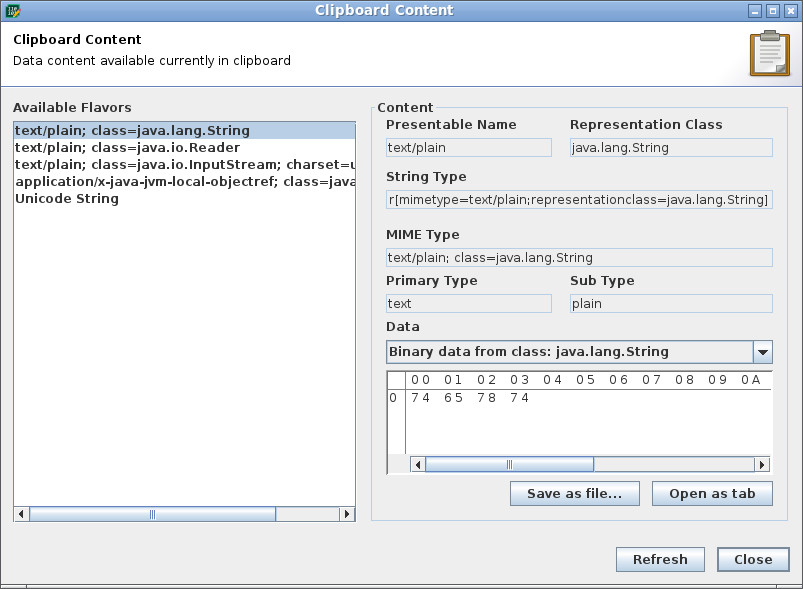 Clipboard Content
Clipboard Content
Data content available currently in clipboard
Available Flavors
text/plain; class=java.lang.String
text/plain; class=java.io.Reader
text/plain; class=java.io.InputStream; charset=u
application/x-java-jvm-local-objectref; class=java
Unicode String
Content
Presentable Name Representation Class
text/plain java.lang.String
String Type
r[mimetype=text/plain;representationclass=java.lang.String]
MIME Type
text/plain; class=java.lang.String
Primary Type Sub Type
text plain
Data
Binary data from class: java.lang.String
00 01 02 03 04 05 06 07 08 09 0A
0 74 65 78 74
Save as file... Open as tab
Refresh Close